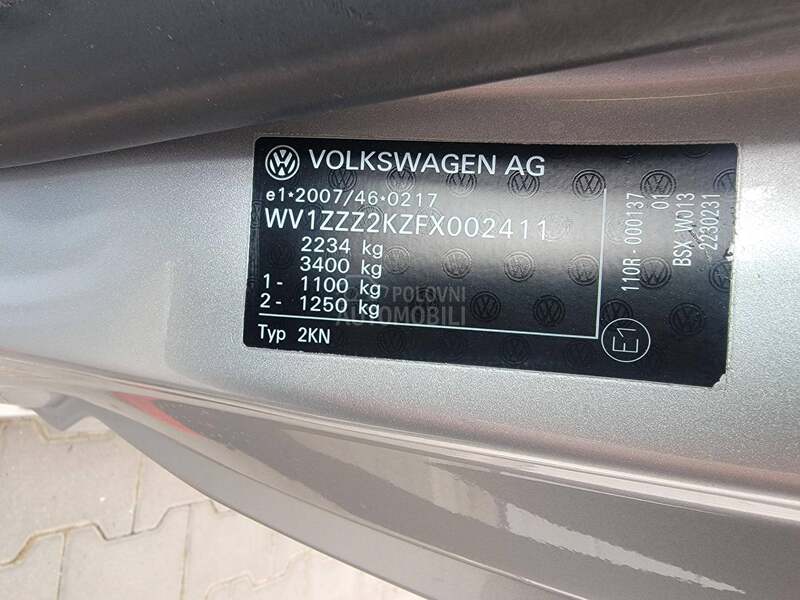 VOLKSWAGEN AG
e1*2007/46*0217
WV1ZZZ2KZFX002411
2234 kg
3400 kg
1- 1100 kg
2- 1250 kg
Typ 2KN
E1
110R-000137
01
BSX W013
2230231
POLOVNI
AUTOMOBILI